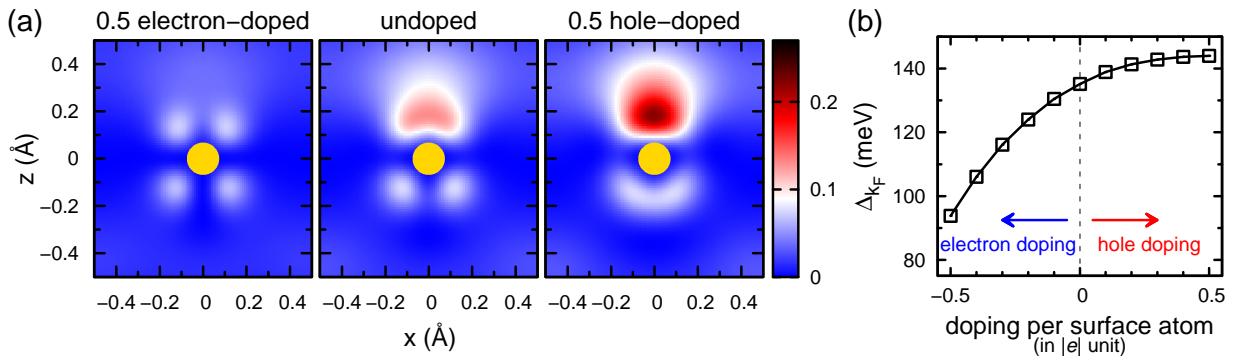 (a)
0.5 electron−doped
undoped
0.5 hole−doped
z (Å)
0.4
0.2
0
−0.2
−0.4
−0.4 −0.2 0 0.2 0.4
−0.4 −0.2 0 0.2 0.4
−0.4 −0.2 0 0.2 0.4
x (Å)
0.2
0.1
0
(b)
Δk_F (meV)
140
120
100
80
electron doping
hole doping
−0.5 0 0.5
doping per surface atom
(in |e| unit)